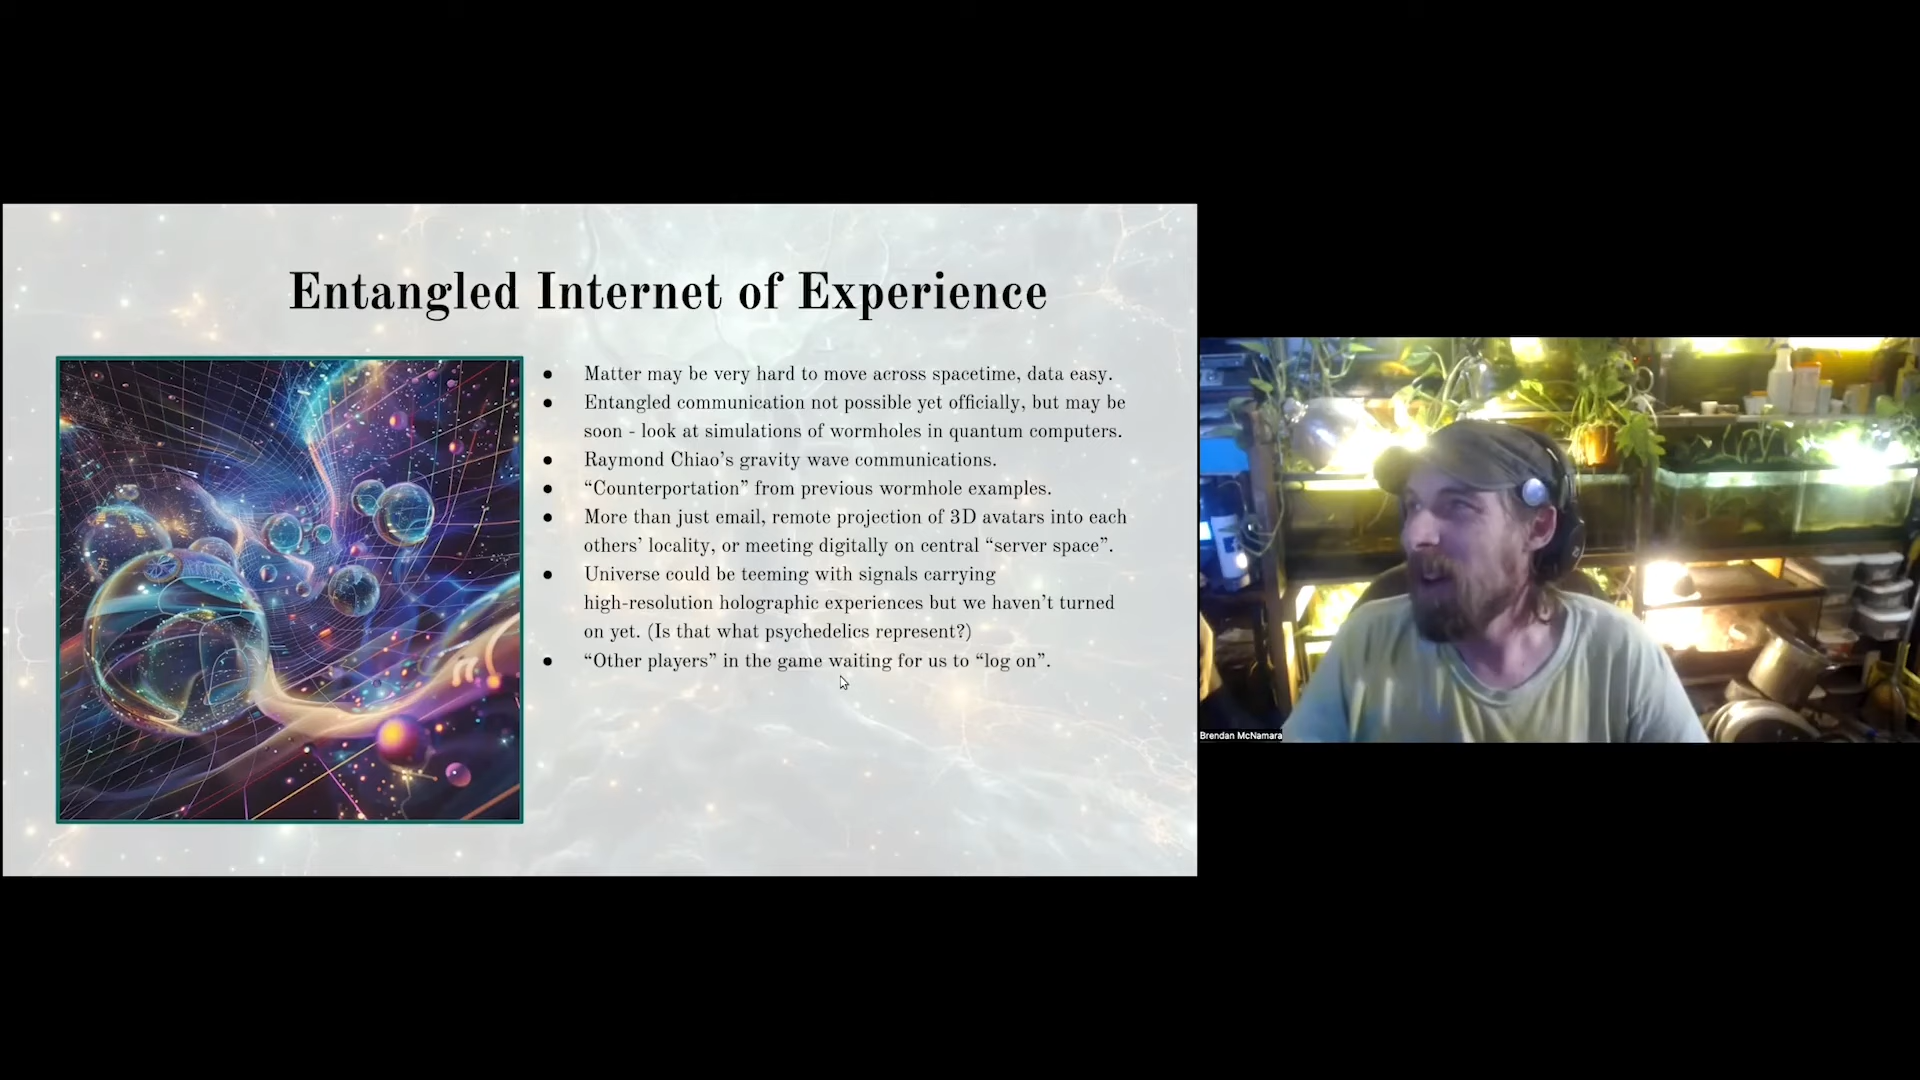 Entangled Internet of Experience
● Matter may be very hard to move across spacetime, data easy.
● Entangled communication not possible yet officially, but may be
soon - look at simulations of wormholes in quantum computers.
● Raymond Chiao’s gravity wave communications.
● “Counterportation” from previous wormhole examples.
● More than just email, remote projection of 3D avatars into each
others’ locality, or meeting digitally on central “server space”.
● Universe could be teeming with signals carrying
high-resolution holographic experiences but we haven’t turned
on yet. (Is that what psychedelics represent?)
● “Other players” in the game waiting for us to “log on”.
Brendan McNamara